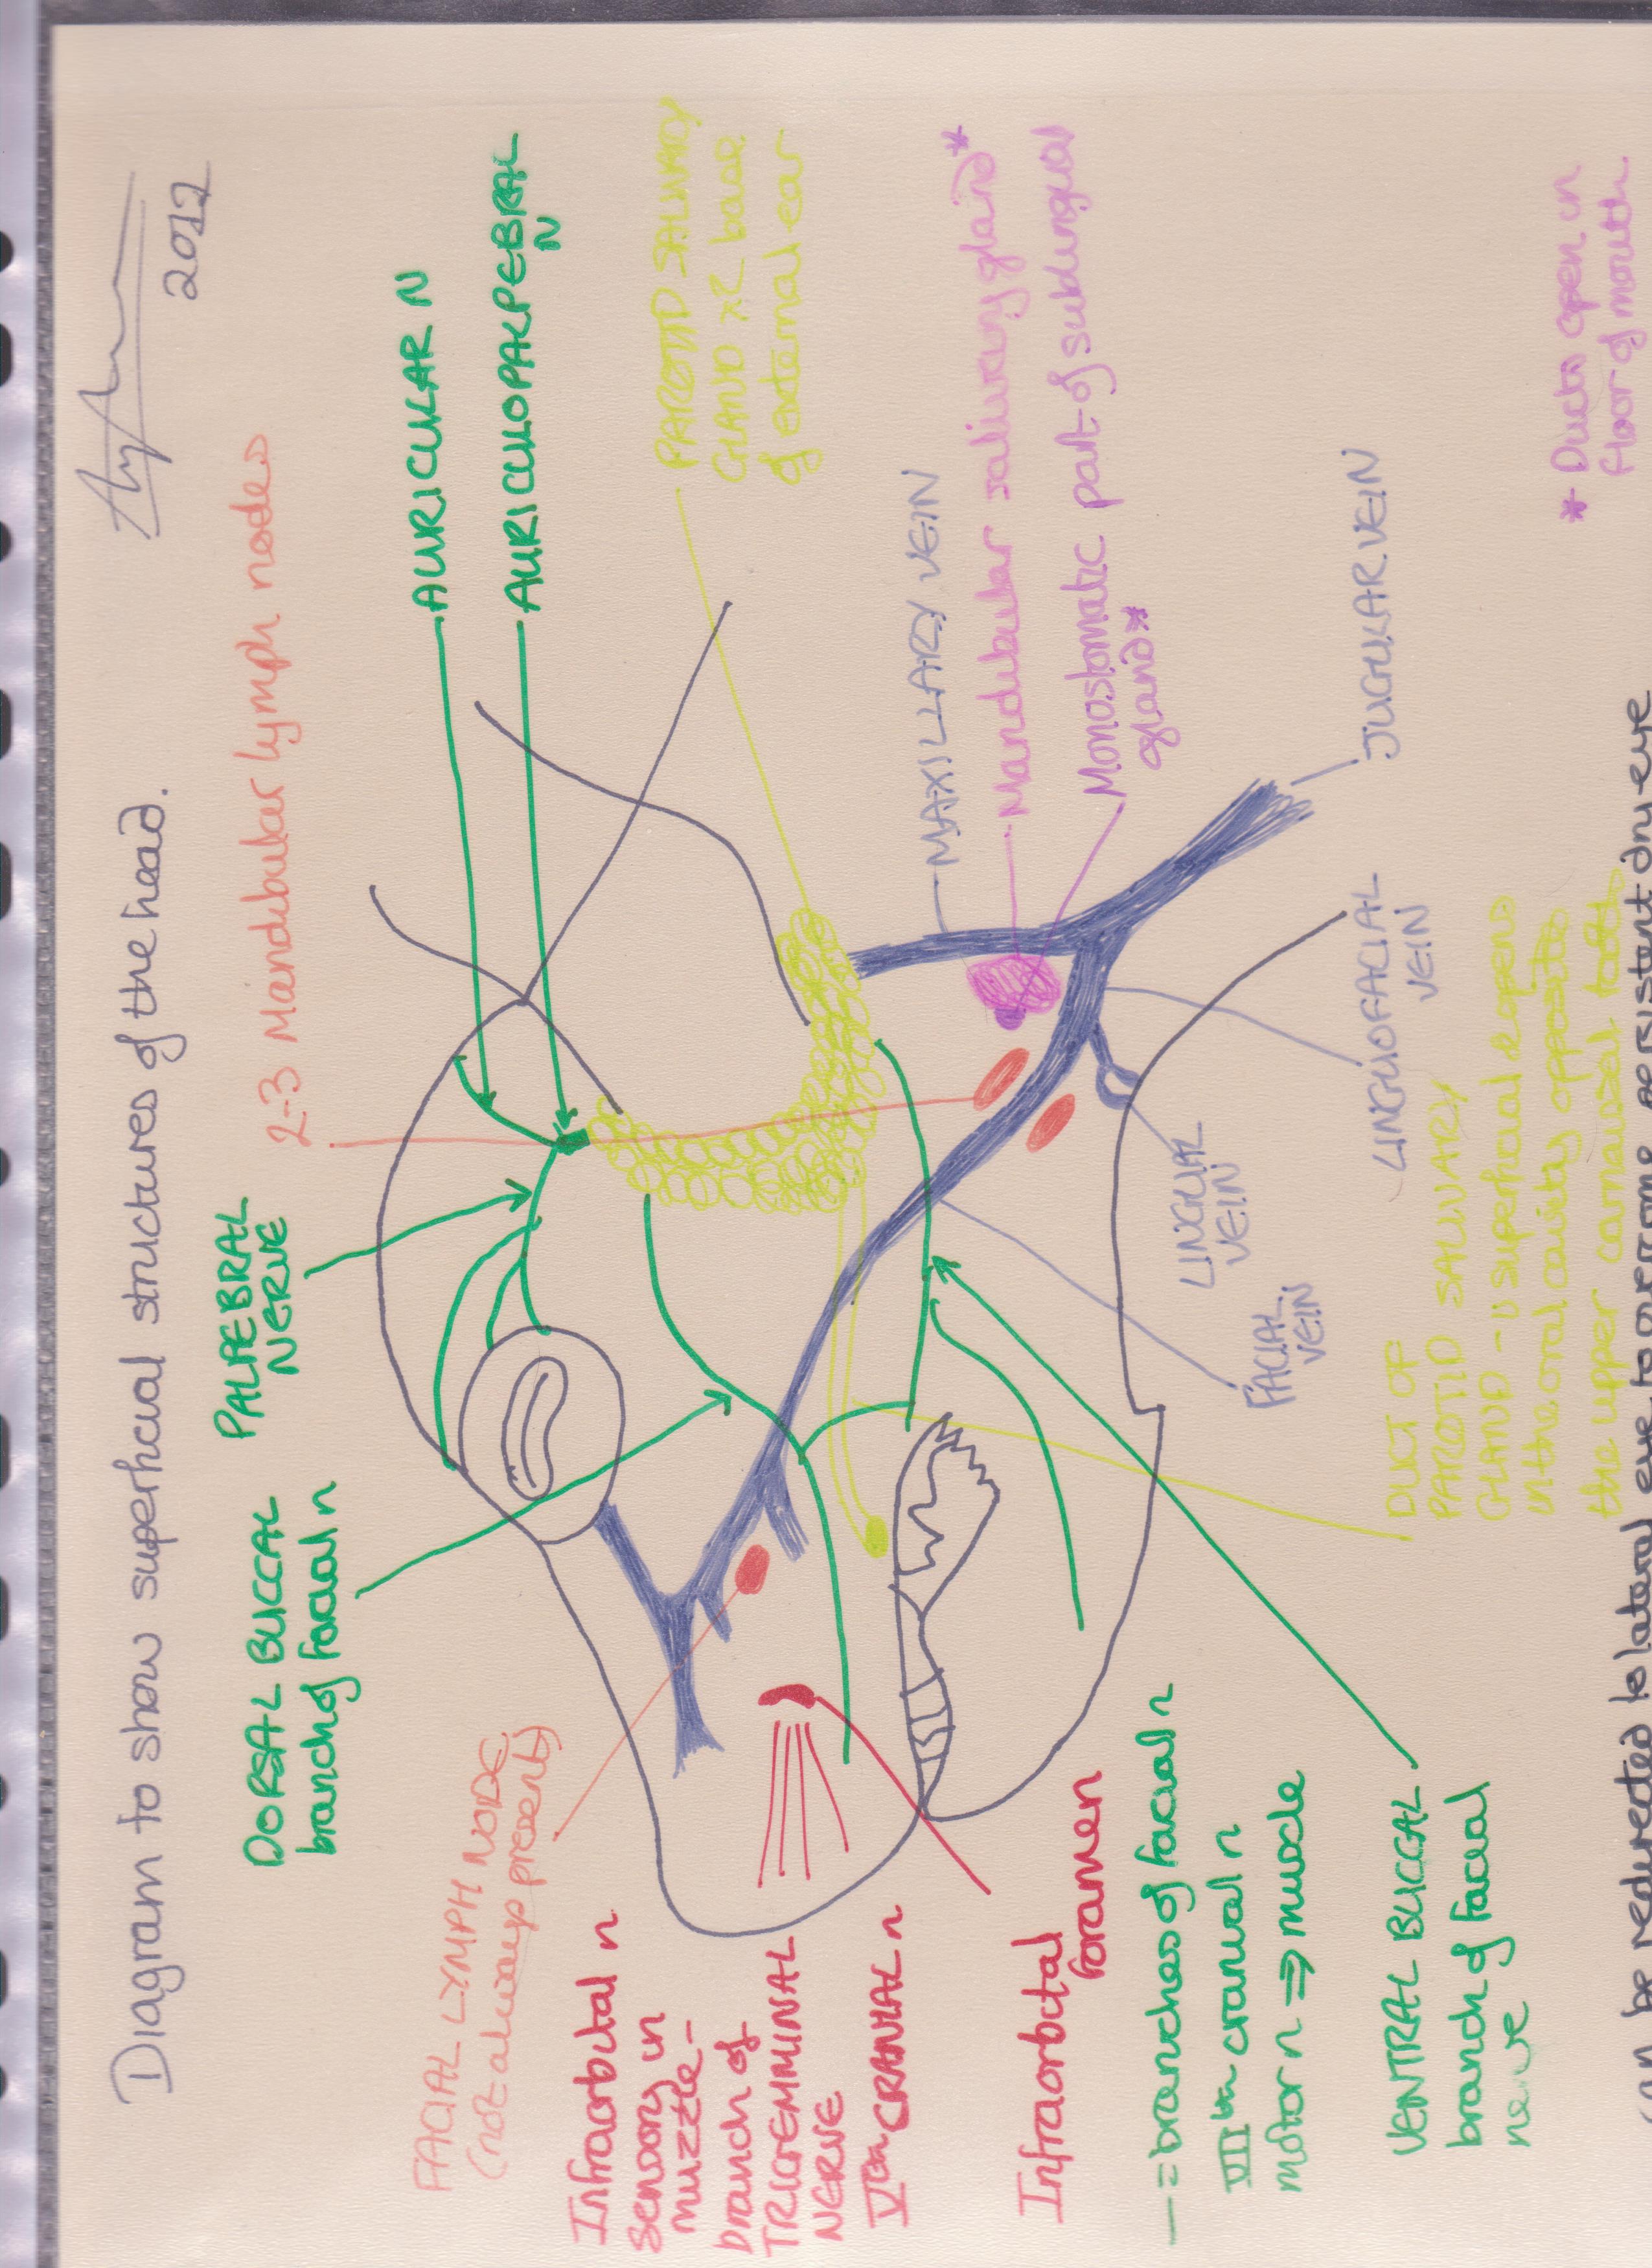 Diagram to show superficial structures of the head.
2012
2-3 Mandibular lymph nodes
PALPEBRAL
NERVE
DORSAL BUCCAL
branch of facial n
AURICULAR N
AURICULOPALPEBRAL
N
PAROTID SALIVARY
GLAND x2 base
of external ear
MAXILLARY VEIN
Mandibular salivary gland*
Monostomatic part of sublingual
gland*
JUGULAR VEIN
LINGUOFACIAL
VEIN
LINGUAL
VEIN
FACIAL
VEIN
* Ducts open in
floor of mouth
DUCT OF
PAROTID SALIVARY
GLAND - is superficial & opens
in the oral cavity opposite
the upper carnassial tooth
FACIAL LYMPH NODE
(not always present)
Infraorbital n
sensory in
muzzle -
branch of
TRIGEMMINAL
NERVE
Vth CRANIAL n
Infraorbital
foramen
— = branches of facial n
VIIth cranial n
motor n ⇒ muscle
VENTRAL BUCCAL
branch of facial
nerve
can be redirected to lateral eye to overcome persistent dry eye